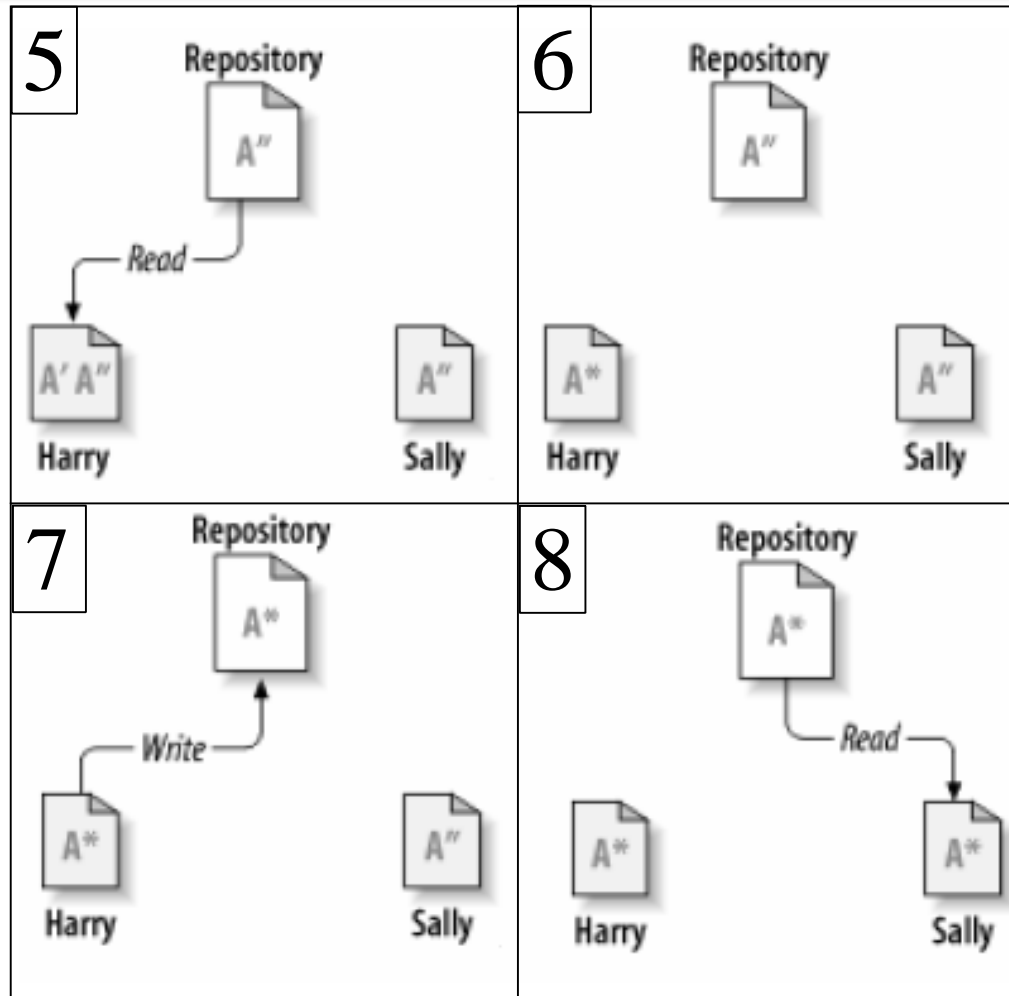 5
Repository
A″
Read
A′ A″
A″
Harry
Sally
6
Repository
A″
A*
A″
Harry
Sally
7
Repository
A*
Write
A*
A″
Harry
Sally
8
Repository
A*
Read
A*
A*
Harry
Sally